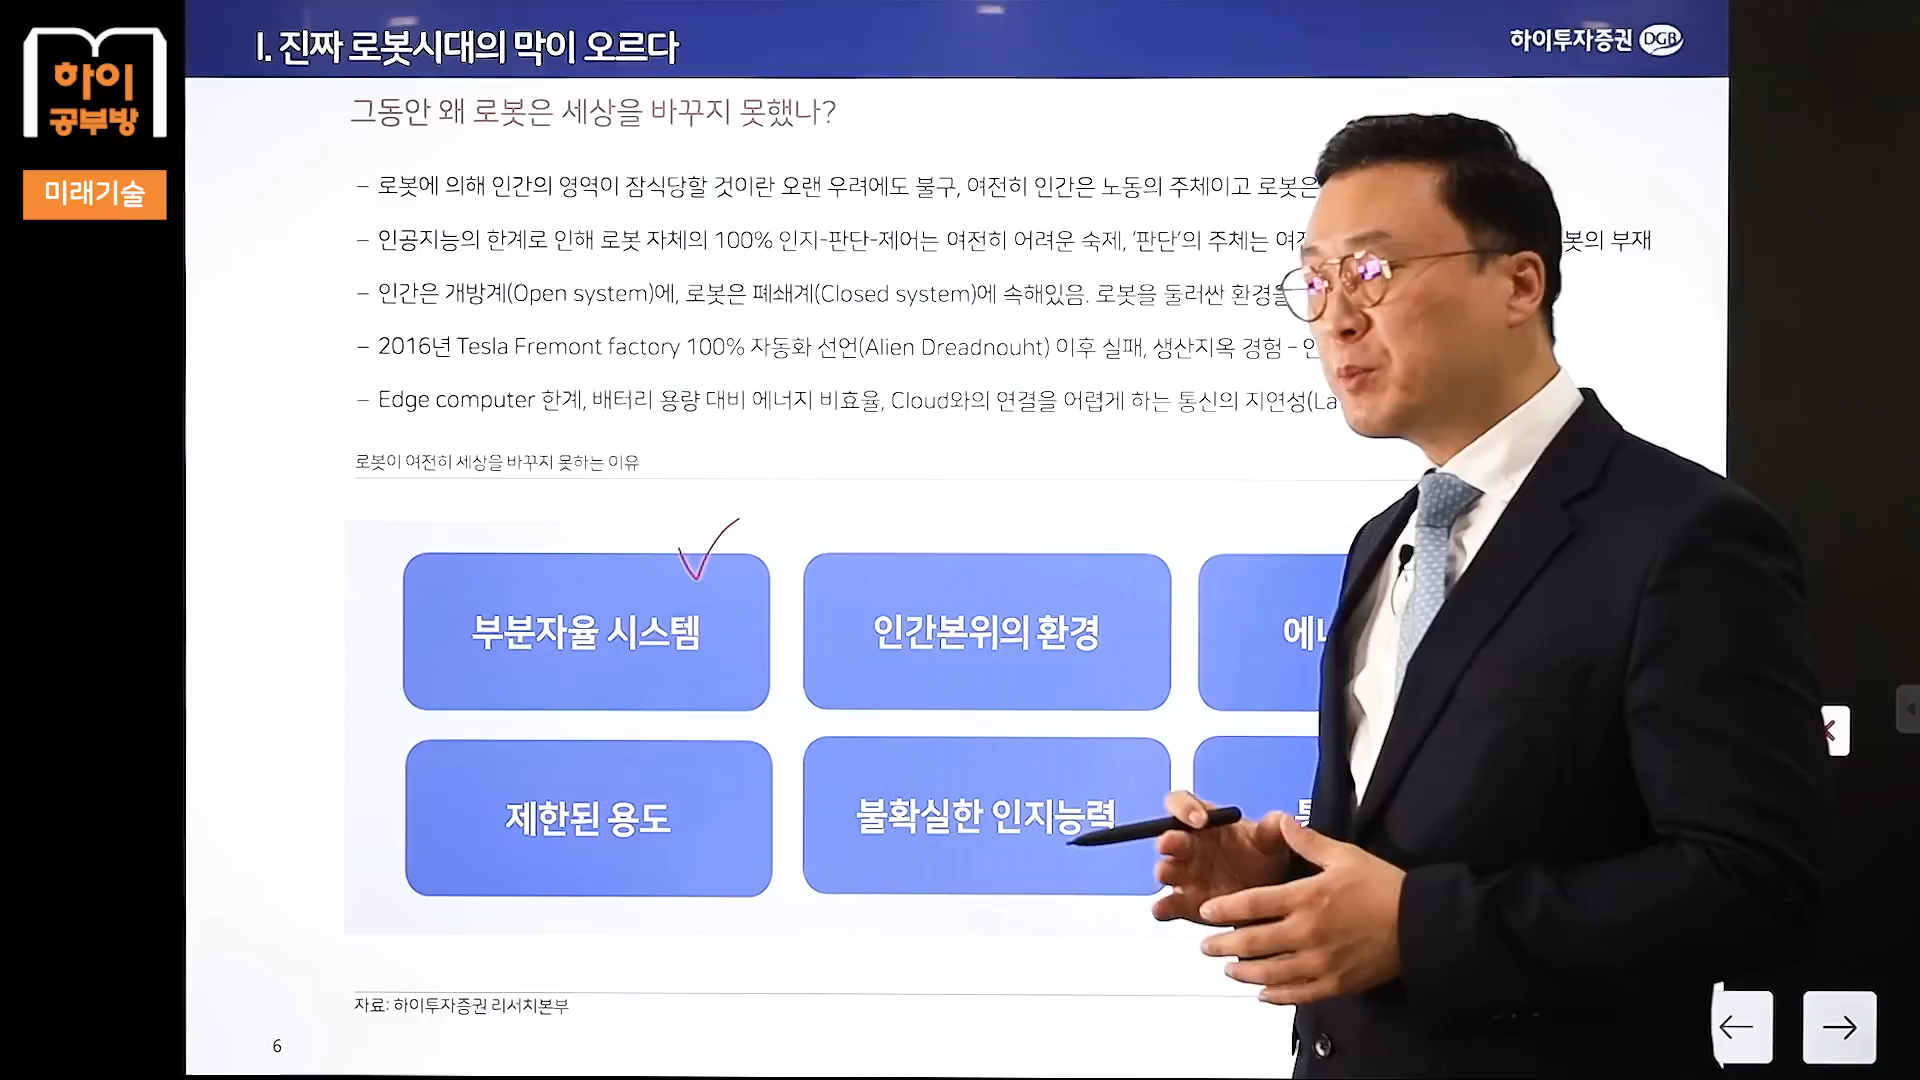 하이
공부방
미래기술
I. 진짜 로봇시대의 막이 오르다
하이투자증권 DGB
그동안 왜 로봇은 세상을 바꾸지 못했나?
– 로봇에 의해 인간의 영역이 잠식당할 것이란 오랜 우려에도 불구, 여전히 인간은 노동의 주체이고 로봇은
– 인공지능의 한계로 인해 로봇 자체의 100% 인지-판단-제어는 여전히 어려운 숙제, '판단'의 주체는 봇의 부재
– 인간은 개방계(Open system)에, 로봇은 폐쇄계(Closed system)에 속해있음. 로봇을 둘러싼
– 2016년 Tesla Fremont factory 100% 자동화 선언(Alien Dreadnouht) 이후 실패, 생산지옥 경험 –
– Edge computer 한계, 배터리 용량 대비 에너지 비효율, Cloud와의 연결을 어렵게 하는 통신의 지연성(La
로봇이 여전히 세상을 바꾸지 못하는 이유
부분자율 시스템
인간본위의 환경
에너
제한된 용도
불확실한 인지능력
자료: 하이투자증권 리서치본부
6